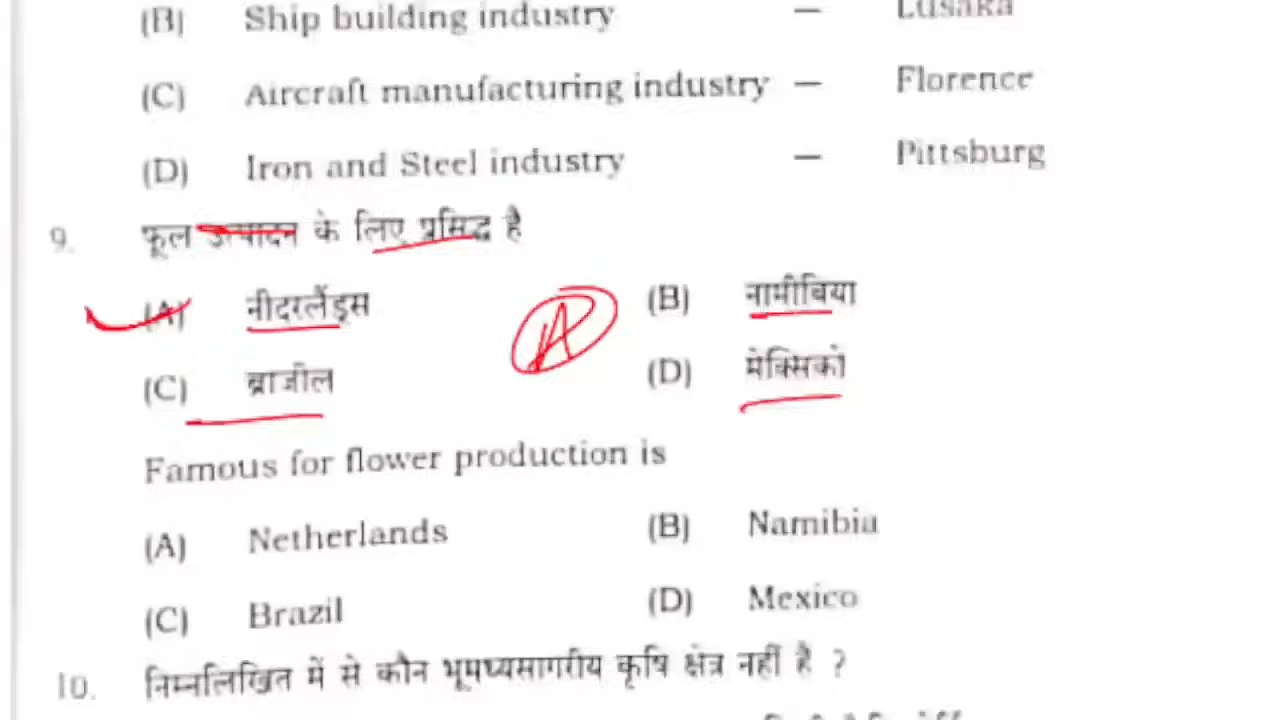 (B) Ship building industry — Lusaka
(C) Aircraft manufacturing industry — Florence
(D) Iron and Steel industry — Pittsburg
9. फूल उत्पादन के लिए प्रसिद्ध है
(A) नीदरलैंड्स (B) नामीबिया
A
(C) ब्राजील (D) मेक्सिको
Famous for flower production is
(A) Netherlands (B) Namibia
(C) Brazil (D) Mexico
10. निम्नलिखित में से कौन भूमध्यसागरीय कृषि क्षेत्र नहीं है ?